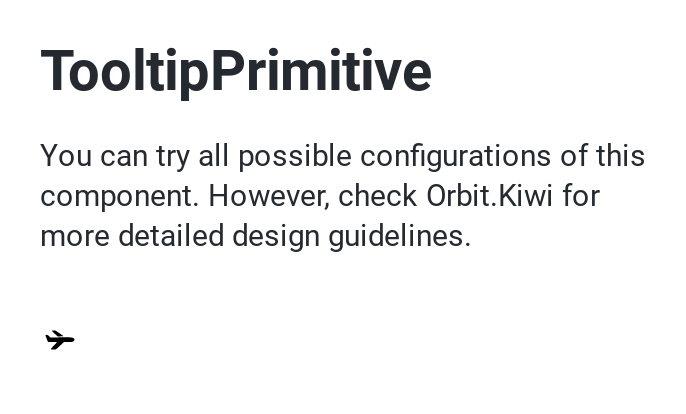 TooltipPrimitive
You can try all possible configurations of this
component. However, check Orbit.Kiwi for
more detailed design guidelines.